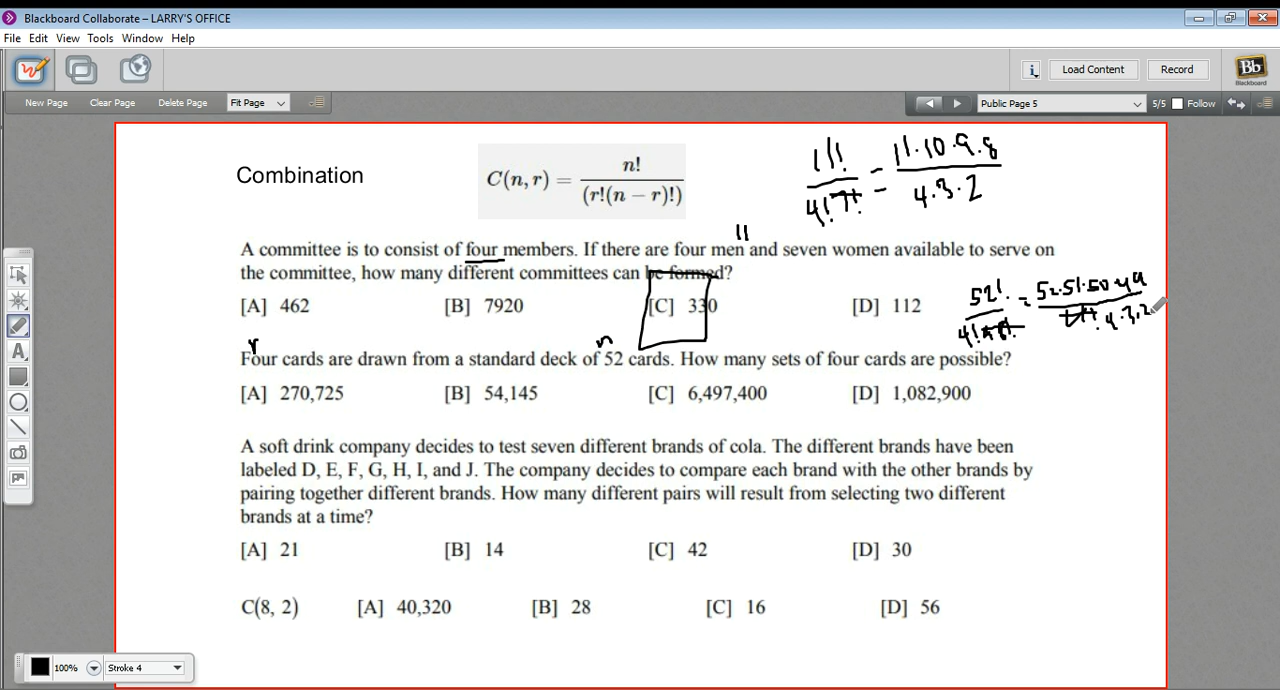 Blackboard Collaborate – LARRY'S OFFICE
File Edit View Tools Window Help
Load Content Record Bb Blackboard
New Page Clear Page Delete Page Fit Page Public Page 5 5/5 Follow
Combination
C(n, r) = n! / (r!(n − r)!)
11! / 4!7! = 11·10·9·8 / 4·3·2
11
A committee is to consist of four members. If there are four men and seven women available to serve on
the committee, how many different committees can be formed?
[A] 462 [B] 7920 [C] 330 [D] 112
52! / 4!48! = 52·51·50·49 / 4·3·2
r n
Four cards are drawn from a standard deck of 52 cards. How many sets of four cards are possible?
[A] 270,725 [B] 54,145 [C] 6,497,400 [D] 1,082,900
A soft drink company decides to test seven different brands of cola. The different brands have been
labeled D, E, F, G, H, I, and J. The company decides to compare each brand with the other brands by
pairing together different brands. How many different pairs will result from selecting two different
brands at a time?
[A] 21 [B] 14 [C] 42 [D] 30
C(8, 2) [A] 40,320 [B] 28 [C] 16 [D] 56
100% Stroke 4